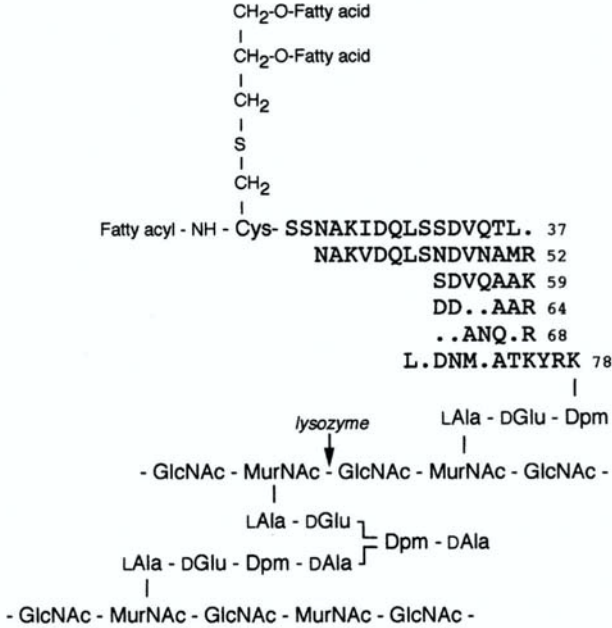 CH2-O-Fatty acid
CH2-O-Fatty acid
CH2
S
CH2
Fatty acyl - NH - Cys- SSNAKIDQLSSDVQTL. 37
NAKVDQLSNDVNAMR 52
SDVQAAK 59
DD..AAR 64
..ANQ.R 68
L.DNM.ATKYRK 78
LAla - DGlu - Dpm
lysozyme
- GlcNAc - MurNAc - GlcNAc - MurNAc - GlcNAc -
LAla - DGlu
Dpm - DAla
LAla - DGlu - Dpm - DAla
- GlcNAc - MurNAc - GlcNAc - MurNAc - GlcNAc -